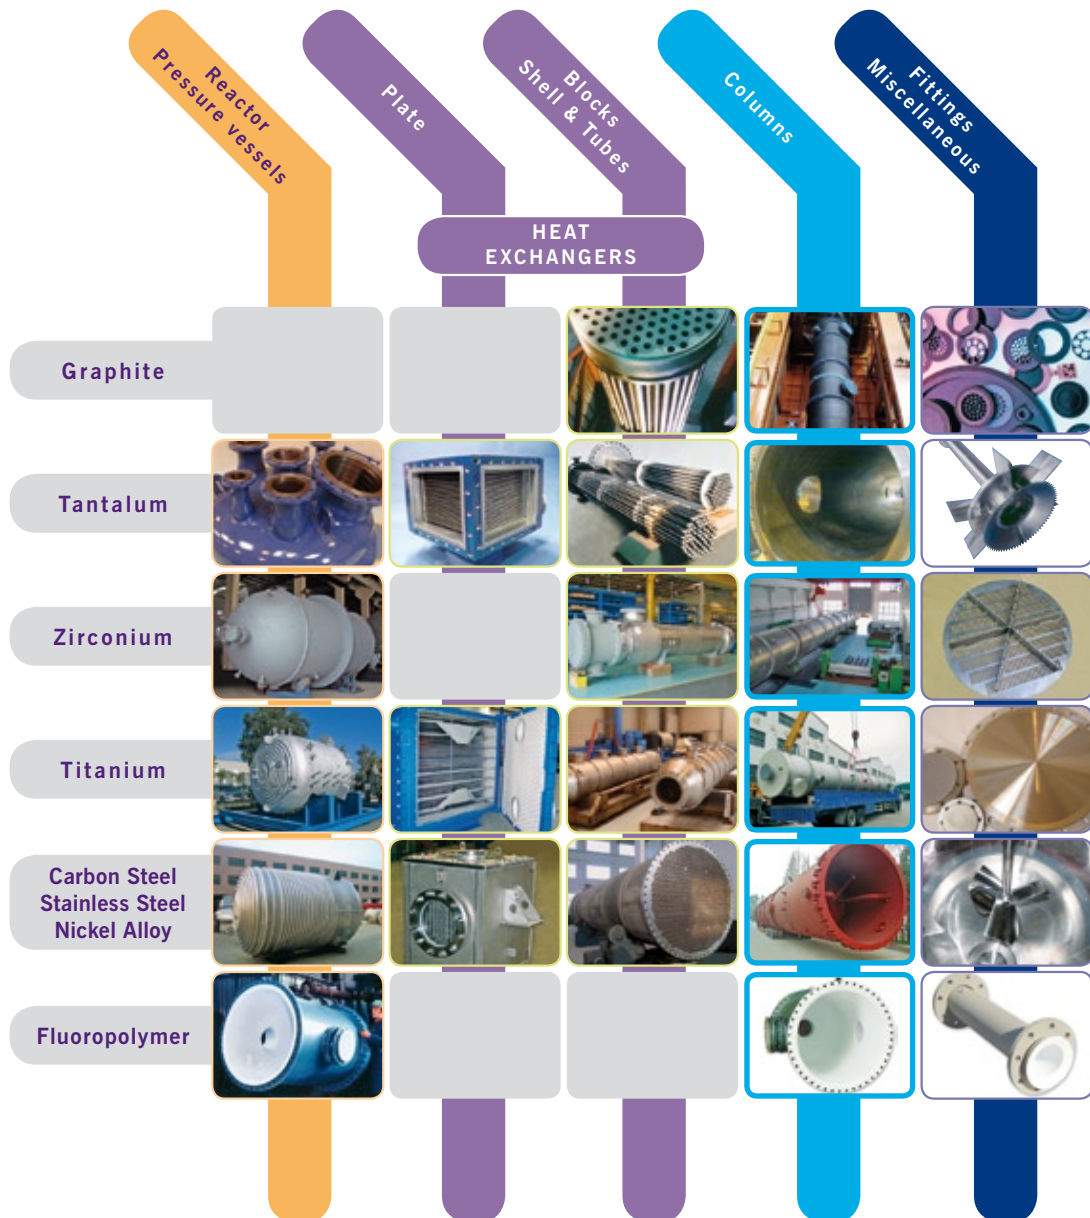 Reactor
Pressure vessels
Plate
Blocks
Shell & Tubes
Columns
Fittings
Miscellaneous
HEAT
EXCHANGERS
Graphite
Tantalum
Zirconium
Titanium
Carbon Steel
Stainless Steel
Nickel Alloy
Fluoropolymer